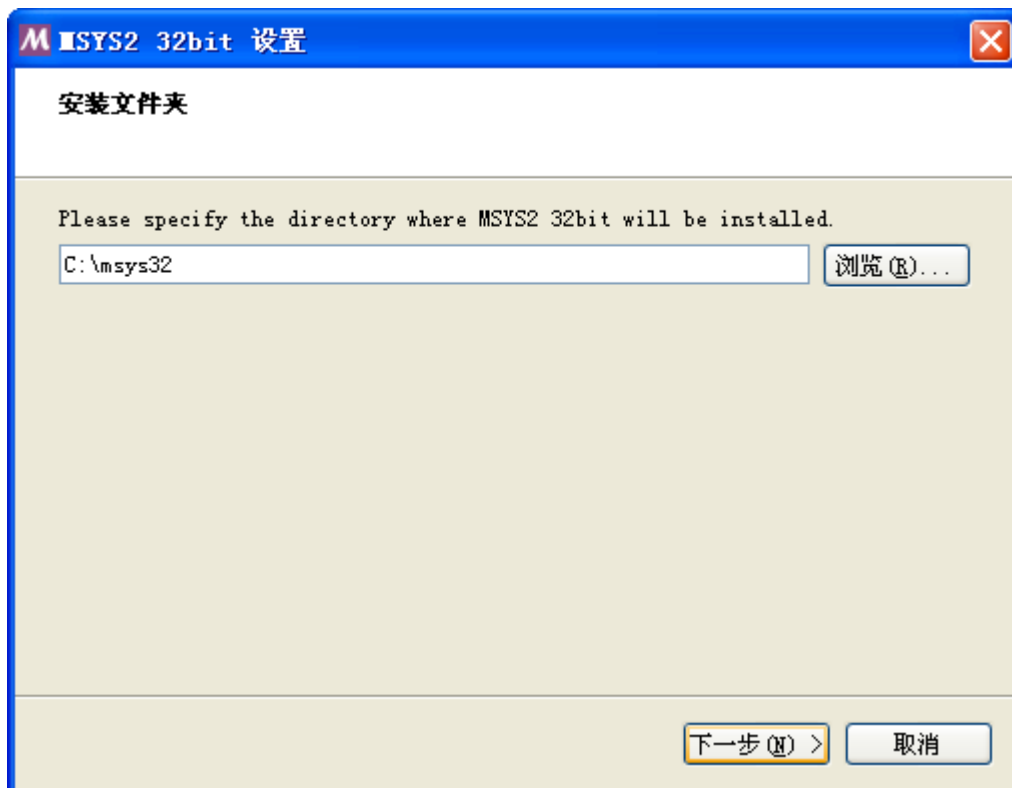 MSYS2 32bit 设置
安装文件夹
Please specify the directory where MSYS2 32bit will be installed.
C:\msys32
浏览(R)...
下一步(N) >
取消